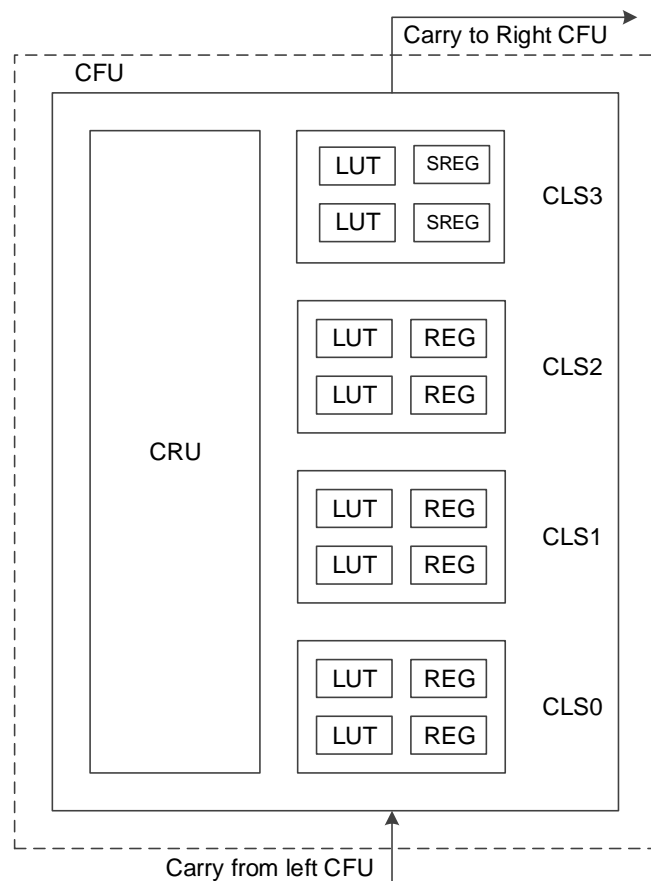 Carry to Right CFU
CFU
LUT SREG
LUT SREG
CLS3
LUT REG
LUT REG
CLS2
CRU
LUT REG
LUT REG
CLS1
LUT REG
LUT REG
CLS0
Carry from left CFU